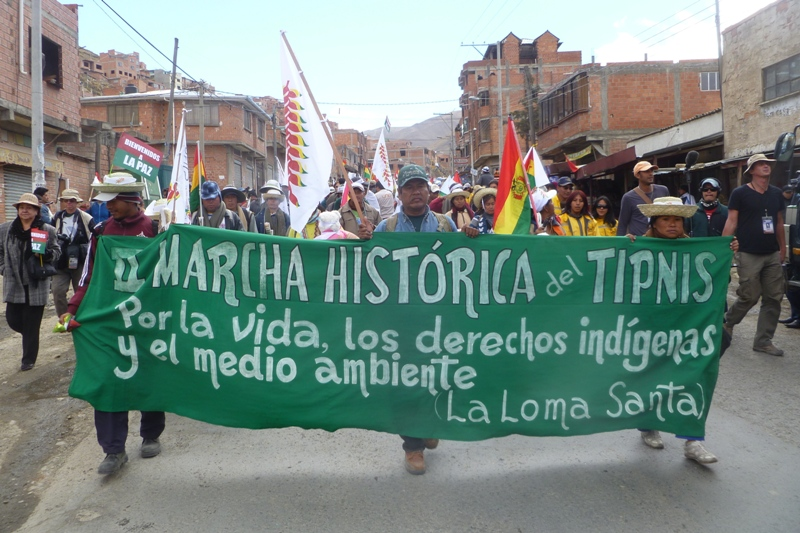 BIENVENIDOS
LA PAZ
II MARCHA HISTÓRICA del TIPNIS
Por la vida, los derechos indígenas
y el medio ambiente
(La Loma Santa)